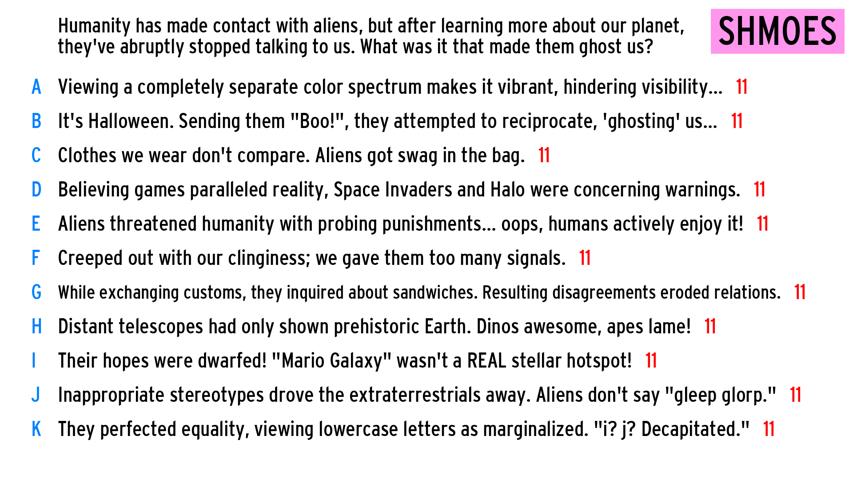 Humanity has made contact with aliens, but after learning more about our planet,
they've abruptly stopped talking to us. What was it that made them ghost us?
SHMOES
A Viewing a completely separate color spectrum makes it vibrant, hindering visibility... 11
B It's Halloween. Sending them "Boo!", they attempted to reciprocate, 'ghosting' us... 11
C Clothes we wear don't compare. Aliens got swag in the bag. 11
D Believing games paralleled reality, Space Invaders and Halo were concerning warnings. 11
E Aliens threatened humanity with probing punishments... oops, humans actively enjoy it! 11
F Creeped out with our clinginess; we gave them too many signals. 11
G While exchanging customs, they inquired about sandwiches. Resulting disagreements eroded relations. 11
H Distant telescopes had only shown prehistoric Earth. Dinos awesome, apes lame! 11
I Their hopes were dwarfed! "Mario Galaxy" wasn't a REAL stellar hotspot! 11
J Inappropriate stereotypes drove the extraterrestrials away. Aliens don't say "gleep glorp." 11
K They perfected equality, viewing lowercase letters as marginalized. "i? j? Decapitated." 11